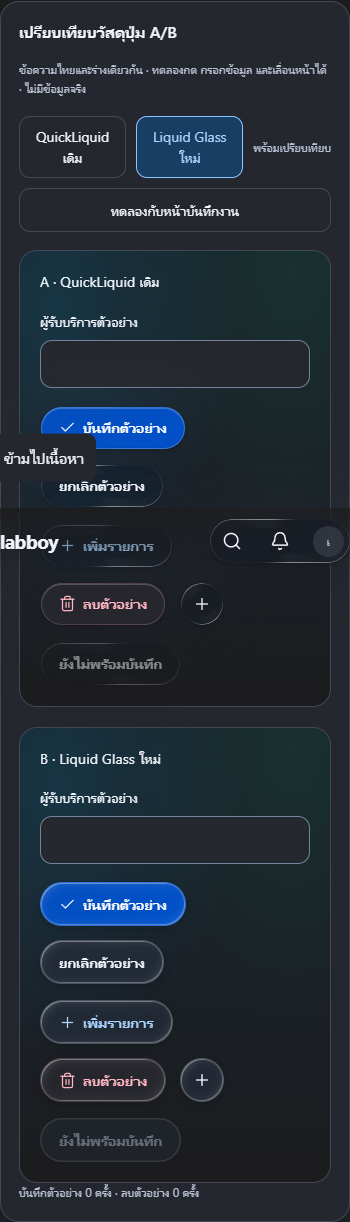 เปรียบเทียบวัสดุปุ่ม A/B
ข้อความไทยและร่างเดียวกัน · ทดลองกด กรอกข้อมูล และเลื่อนหน้าได้
· ไม่มีข้อมูลจริง
QuickLiquid
เดิม
Liquid Glass
ใหม่
พร้อมเปรียบเทียบ
ทดลองกับหน้าบันทึกงาน
A · QuickLiquid เดิม
ผู้รับบริการตัวอย่าง
บันทึกตัวอย่าง
ข้ามไปเนื้อหา
ยกเลิกตัวอย่าง
labboy
เพิ่มรายการ
ลบตัวอย่าง
ยังไม่พร้อมบันทึก
B · Liquid Glass ใหม่
ผู้รับบริการตัวอย่าง
บันทึกตัวอย่าง
ยกเลิกตัวอย่าง
เพิ่มรายการ
ลบตัวอย่าง
ยังไม่พร้อมบันทึก
บันทึกตัวอย่าง 0 ครั้ง · ลบตัวอย่าง 0 ครั้ง